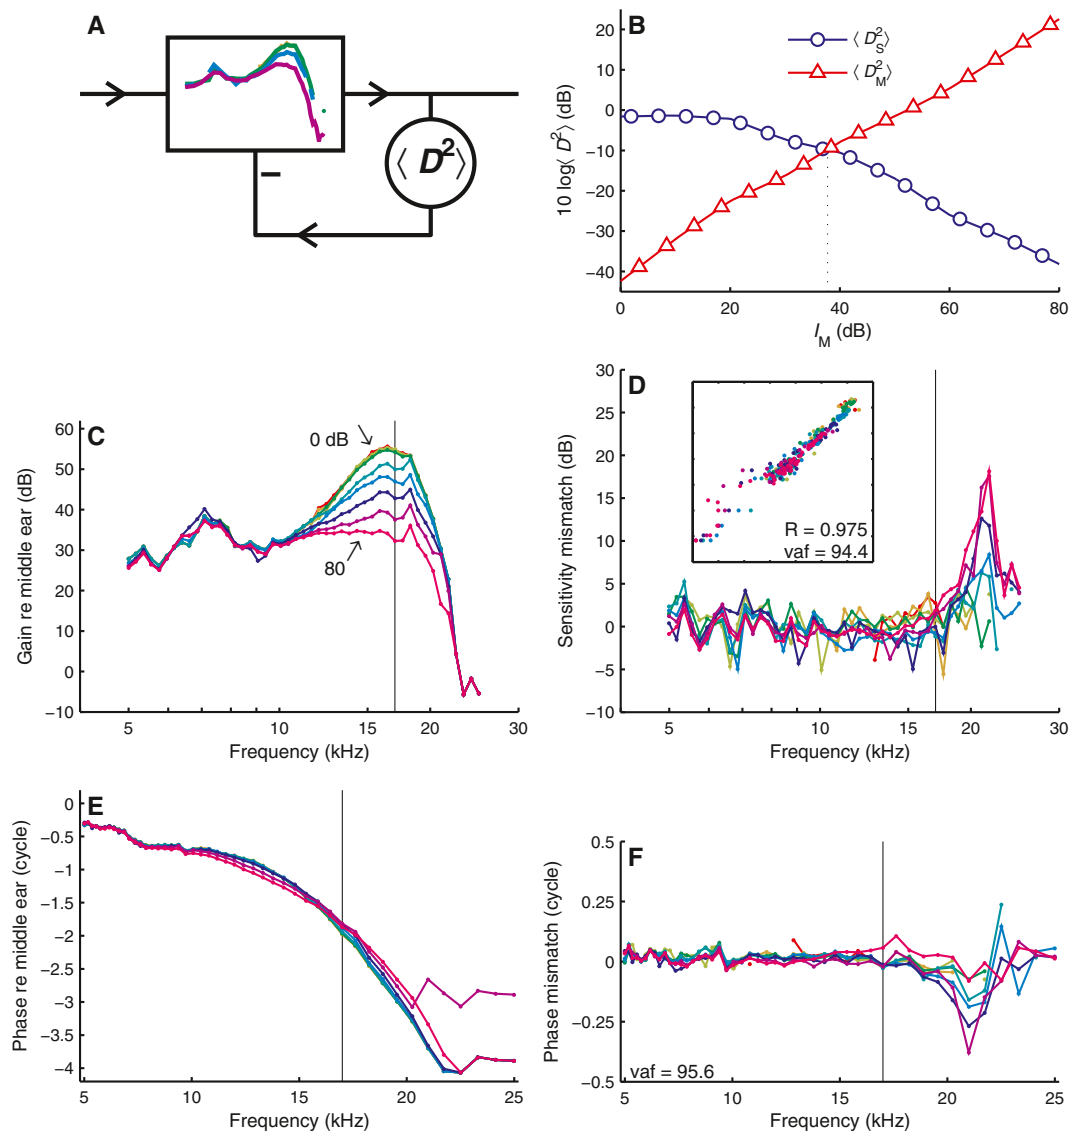 A
⟨ D² ⟩
−
B
⟨ D²S⟩
⟨ D²M⟩
10 log⟨ D²⟩ (dB)
20
10
0
−10
−20
−30
−40
0 20 40 60 80
IM (dB)
C
0 dB
80
Gain re middle ear (dB)
60
50
40
30
20
10
0
−10
5 10 15 20 30
Frequency (kHz)
D
R = 0.975
vaf = 94.4
Sensitivity mismatch (dB)
30
25
20
15
10
5
0
−5
−10
5 10 15 20 30
Frequency (kHz)
E
Phase re middle ear (cycle)
0
−0.5
−1
−1.5
−2
−2.5
−3
−3.5
−4
5 10 15 20 25
Frequency (kHz)
F
vaf = 95.6
Phase mismatch (cycle)
0.5
0.25
0
−0.25
−0.5
5 10 15 20 25
Frequency (kHz)